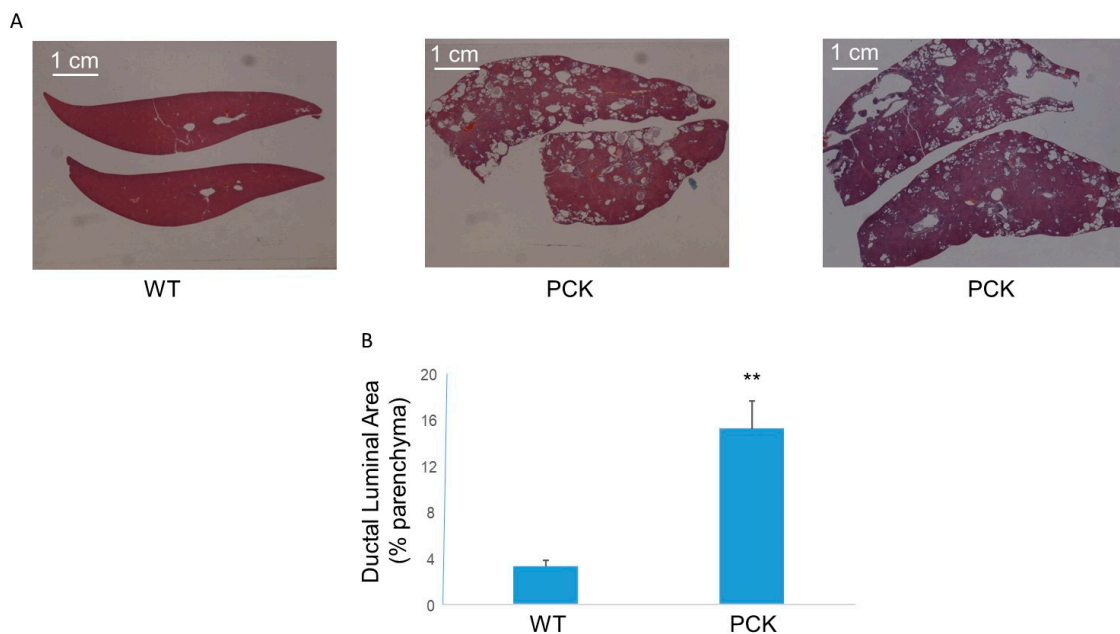 A
1 cm
1 cm
1 cm
WT
PCK
PCK
B
Ductal Luminal Area
(% parenchyma)
20
16
12
8
4
0
**
WT
PCK